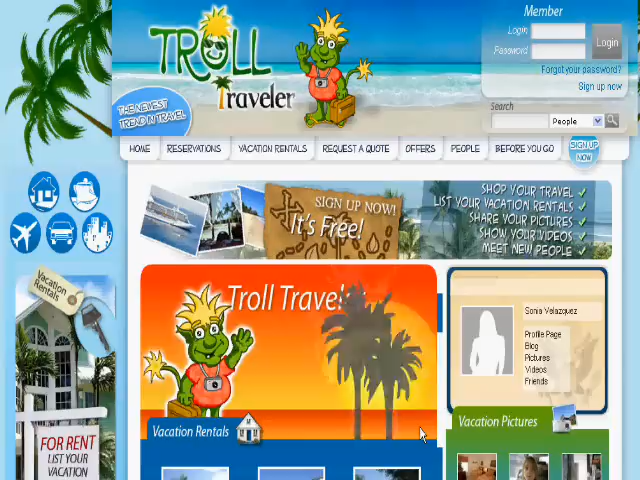 TROLL
Traveler
THE NEWEST
TREND IN TRAVEL
Member
Login
Password
Login
Forgot your password?
Sign up now
Search
People
HOME
RESERVATIONS
VACATION RENTALS
REQUEST A QUOTE
OFFERS
PEOPLE
BEFORE YOU GO
SIGN UP
NOW
SIGN UP NOW!
It's Free!
SHOP YOUR TRAVEL
LIST YOUR VACATION RENTALS
SHARE YOUR PICTURES
SHOW YOUR VIDEOS
MEET NEW PEOPLE
Vacation
Rentals
FOR RENT
LIST YOUR
VACATION
Troll Traveler
Vacation Rentals
Sonia Velazquez
Profile Page
Blog
Pictures
Videos
Friends
Vacation Pictures